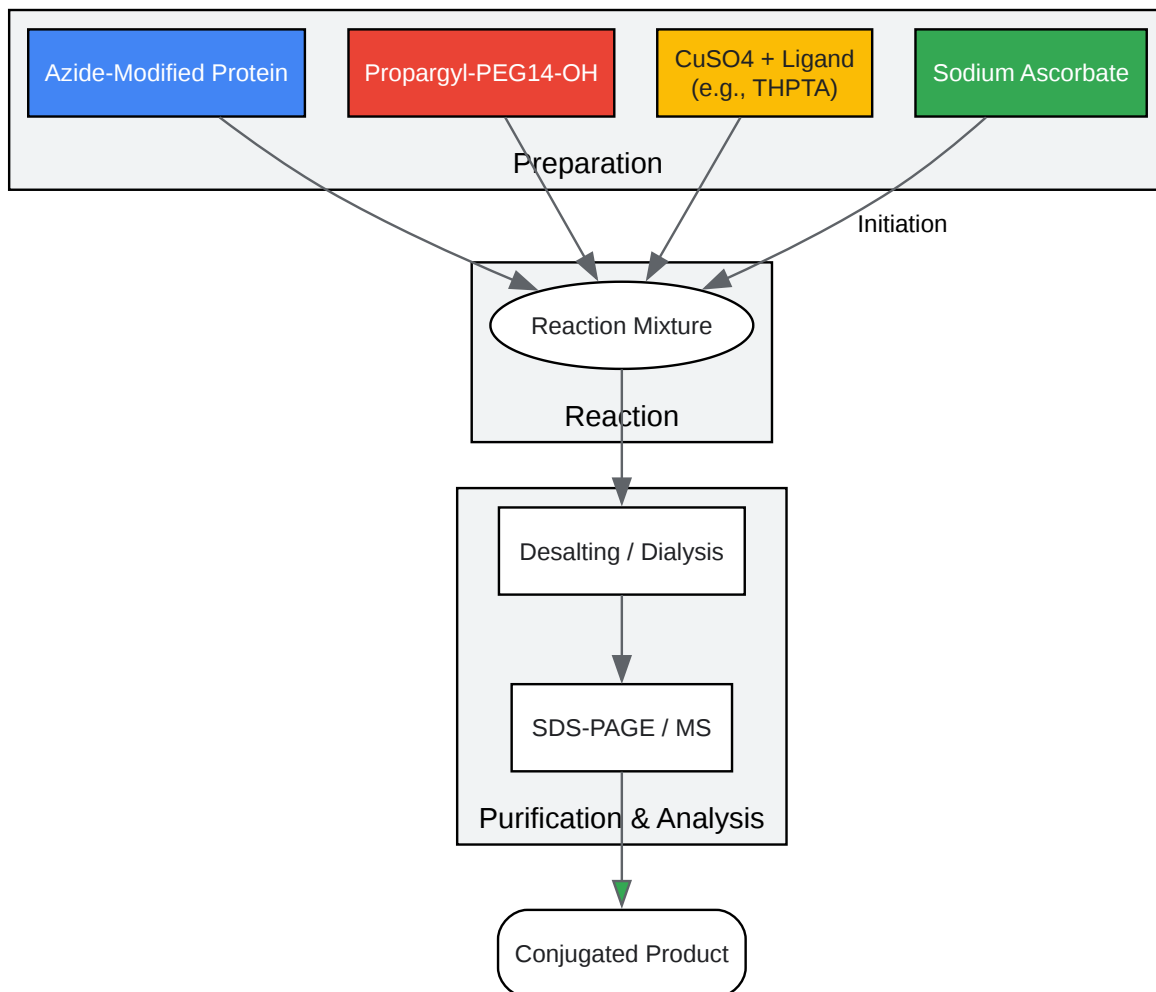 Azide-Modified Protein
Propargyl-PEG14-OH
CuSO4 + Ligand
(e.g., THPTA)
Sodium Ascorbate
Preparation
Initiation
Reaction Mixture
Reaction
Desalting / Dialysis
SDS-PAGE / MS
Purification & Analysis
Conjugated Product